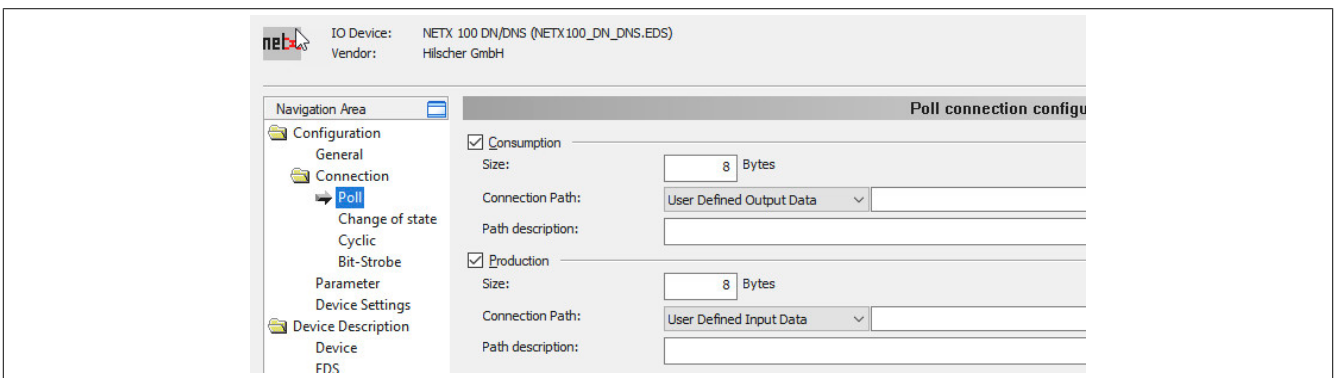 netx
IO Device: NETX 100 DN/DNS (NETX100_DN_DNS.EDS)
Vendor: Hilscher GmbH
Navigation Area
Poll connection configu
Configuration
General
Connection
Poll
Change of state
Cyclic
Bit-Strobe
Parameter
Device Settings
Device Description
Device
EDS
Consumption
Size: 8 Bytes
Connection Path: User Defined Output Data
Path description:
Production
Size: 8 Bytes
Connection Path: User Defined Input Data
Path description: